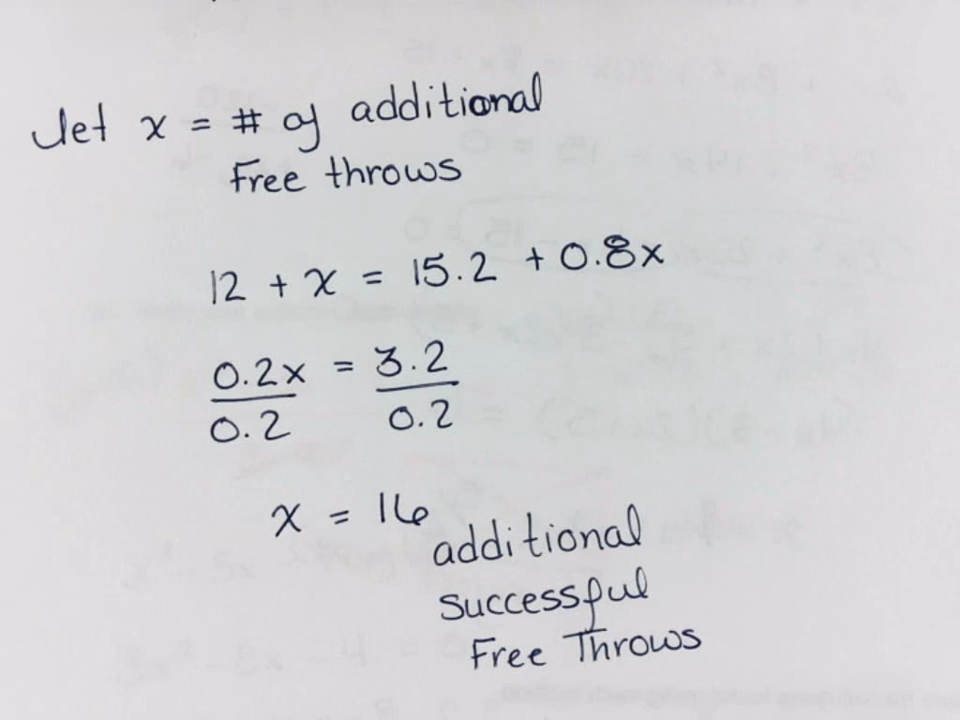 Let x = # of additional
Free throws
12 + x = 15.2 + 0.8x
0.2x = 3.2
0.2 0.2
x = 16
additional
successful
Free Throws